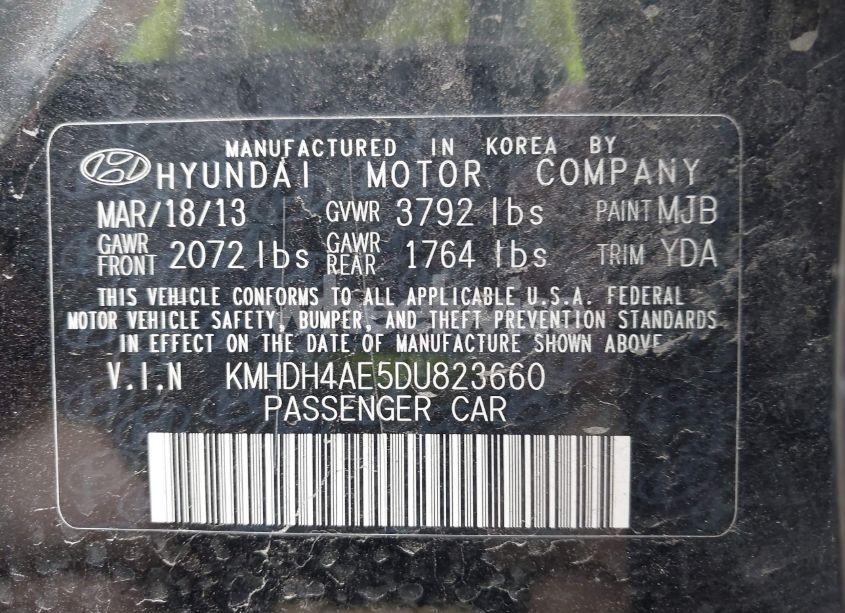 MANUFACTURED IN KOREA BY
HYUNDAI MOTOR COMPANY
MAR/18/13 GVWR 3792 lbs PAINT MJB
GAWR FRONT 2072 lbs GAWR REAR 1764 lbs TRIM YDA
THIS VEHICLE CONFORMS TO ALL APPLICABLE U.S.A. FEDERAL
MOTOR VEHICLE SAFETY, BUMPER, AND THEFT PREVENTION STANDARDS
IN EFFECT ON THE DATE OF MANUFACTURE SHOWN ABOVE
V.I.N KMHDH4AE5DU823660
PASSENGER CAR